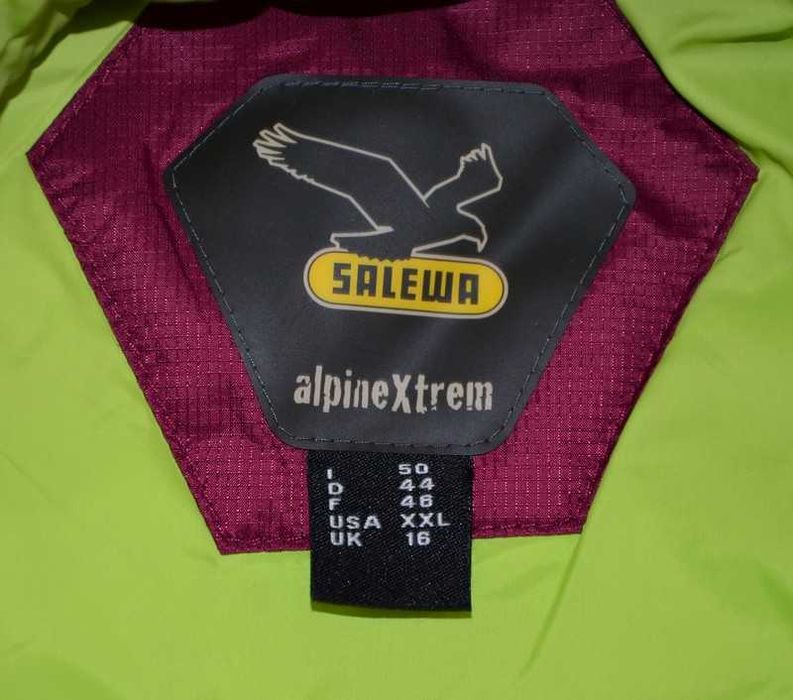 SALEWA
alpineXtrem
I 50
D 44
F 46
USA XXL
UK 16